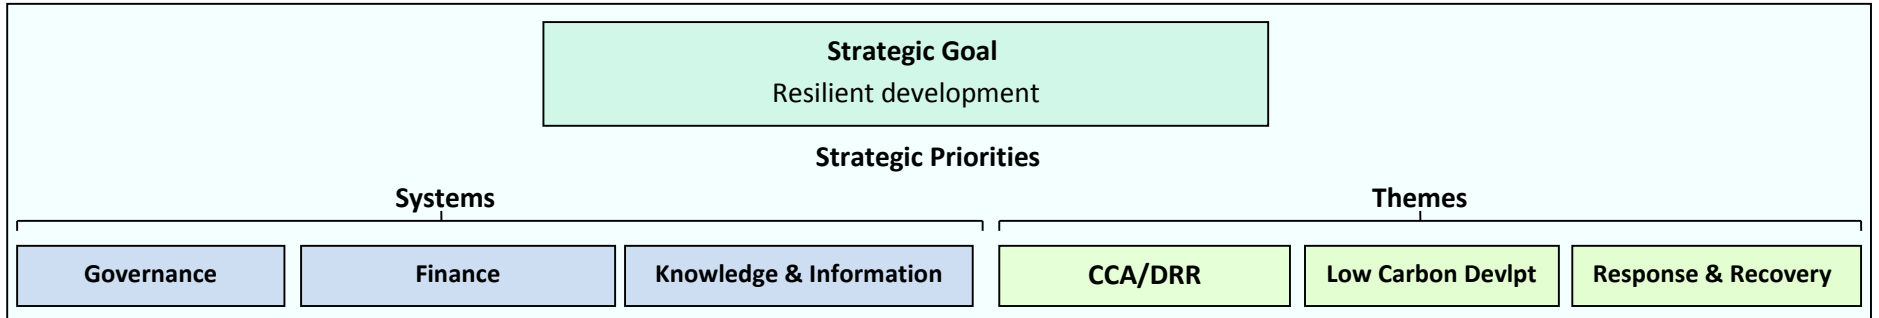 Strategic Goal
Resilient development
Strategic Priorities
Systems
Themes
Governance
Finance
Knowledge & Information
CCA/DRR
Low Carbon Devlpt
Response & Recovery